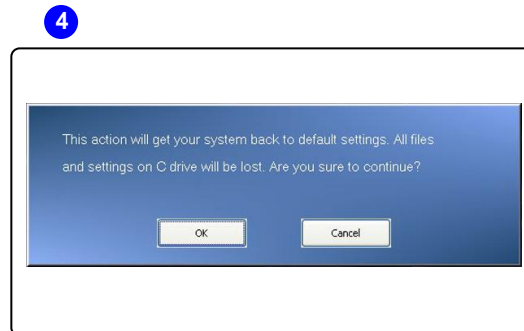 4
This action will get your system back to default settings. All files
and settings on C drive will be lost. Are you sure to continue?
OK
Cancel